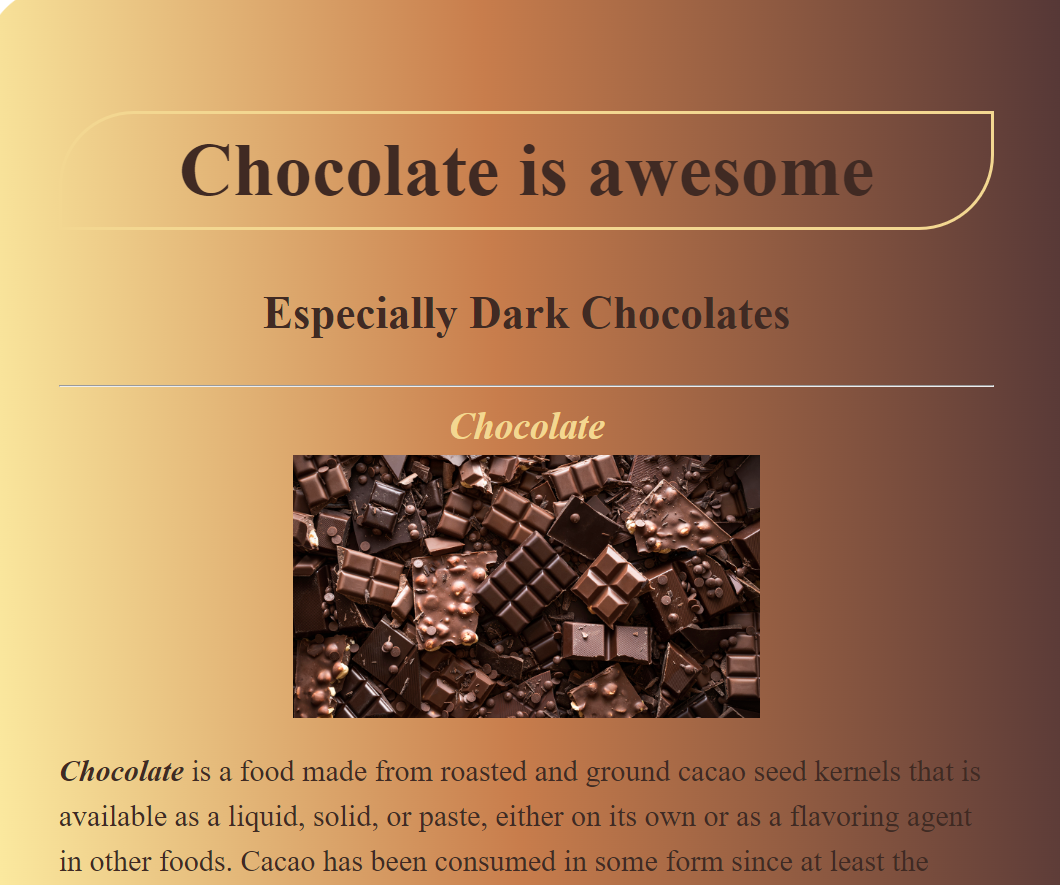 Chocolate is awesome
Especially Dark Chocolates
Chocolate
Chocolate is a food made from roasted and ground cacao seed kernels that is
available as a liquid, solid, or paste, either on its own or as a flavoring agent
in other foods. Cacao has been consumed in some form since at least the